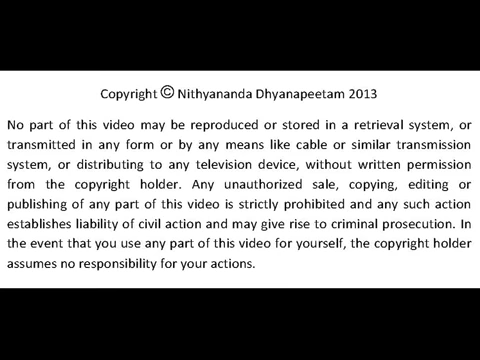 Copyright © Nithyananda Dhyanapeetam 2013
No part of this video may be reproduced or stored in a retrieval system, or
transmitted in any form or by any means like cable or similar transmission
system, or distributing to any television device, without written permission
from the copyright holder. Any unauthorized sale, copying, editing or
publishing of any part of this video is strictly prohibited and any such action
establishes liability of civil action and may give rise to criminal prosecution. In
the event that you use any part of this video for yourself, the copyright holder
assumes no responsibility for your actions.